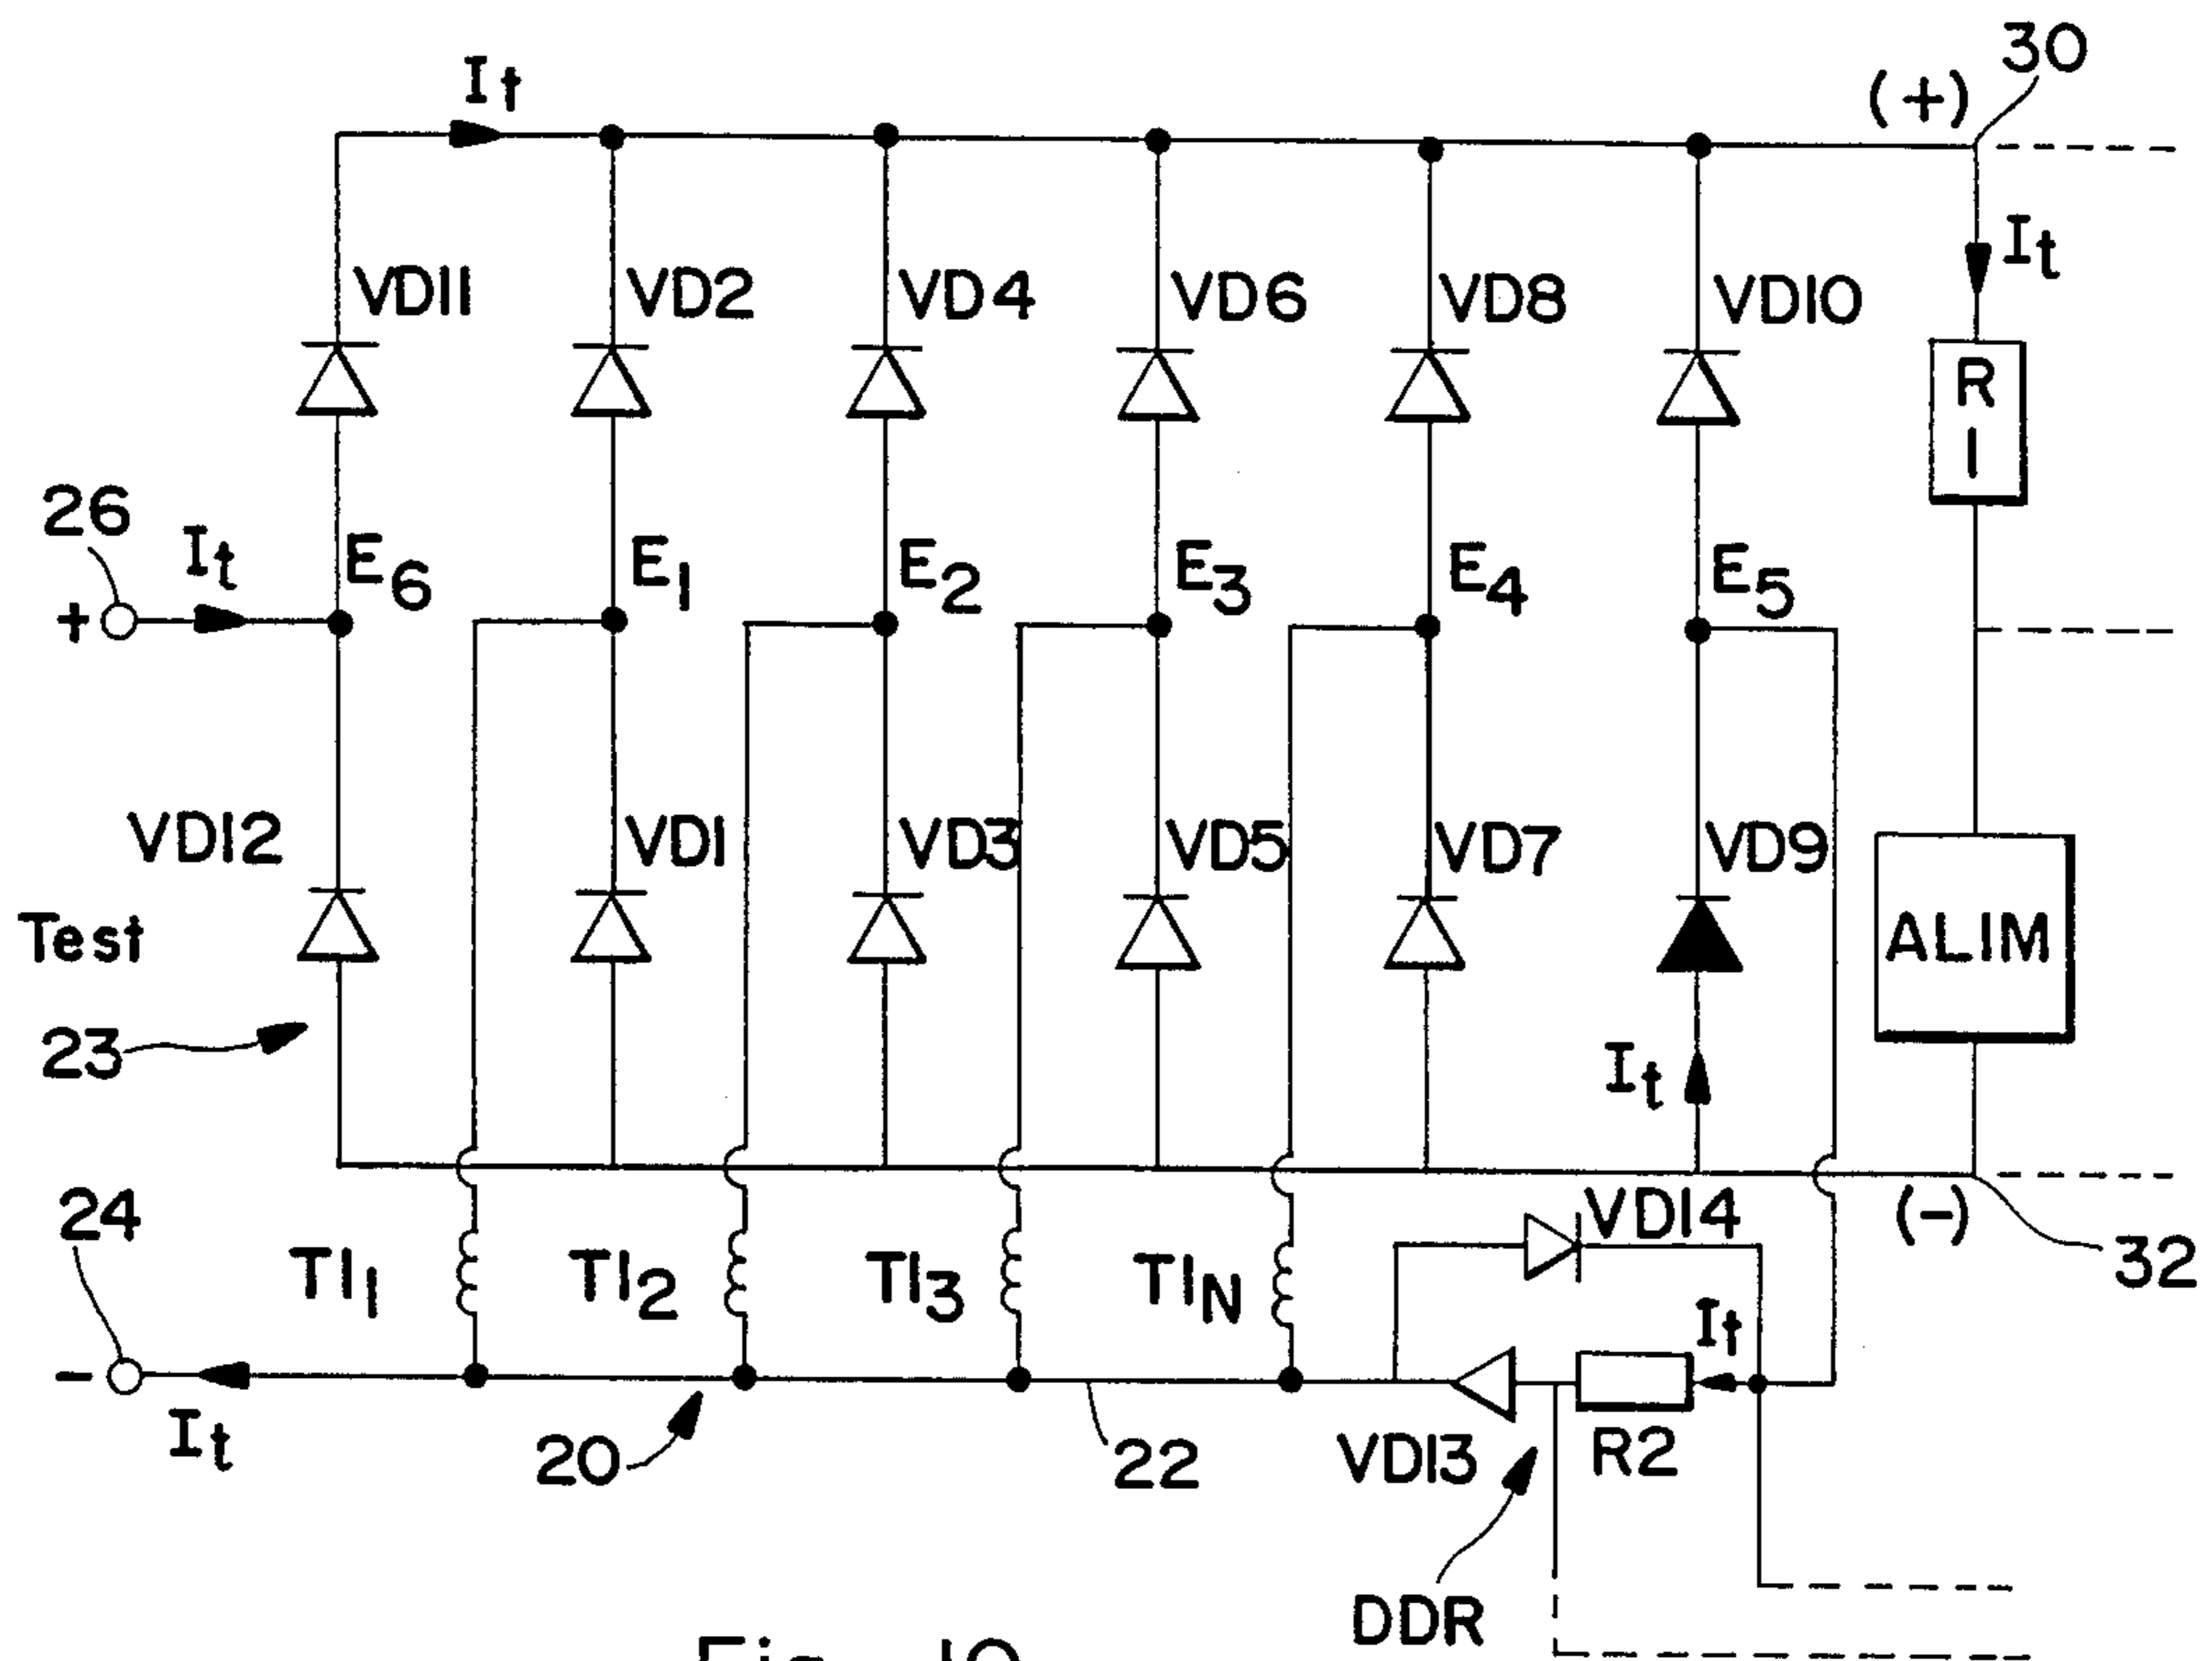 30
It
(+)
It
VD11
VD2
VD4
VD6
VD8
VD10
R
1
26
It
+
E6
E1
E2
E3
E4
E5
VD12
VD1
VD3
VD5
VD7
VD9
Test
ALIM
23
It
24
VD14
(-)
32
TI1
TI2
TI3
TIN
It
-
It
20
22
VD13
R2
DDR